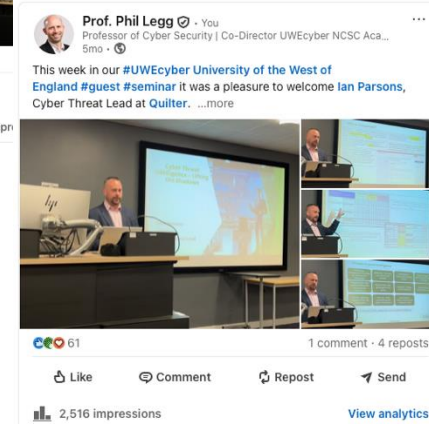 Prof. Phil Legg · You
Professor of Cyber Security | Co-Director UWEcyber NCSC Aca...
5mo ·
This week in our #UWEcyber University of the West of
England #guest #seminar it was a pleasure to welcome Ian Parsons,
Cyber Threat Lead at Quilter. ...more
61
1 comment · 4 reposts
Like Comment Repost Send
2,516 impressions
View analytics